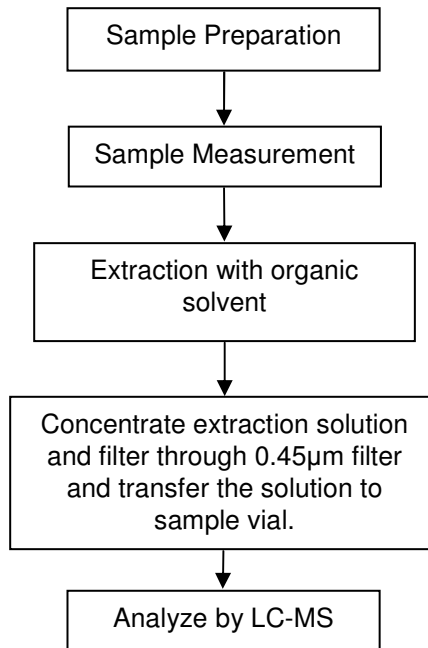 Sample Preparation
Sample Measurement
Extraction with organic
solvent
Concentrate extraction solution
and filter through 0.45µm filter
and transfer the solution to
sample vial.
Analyze by LC-MS